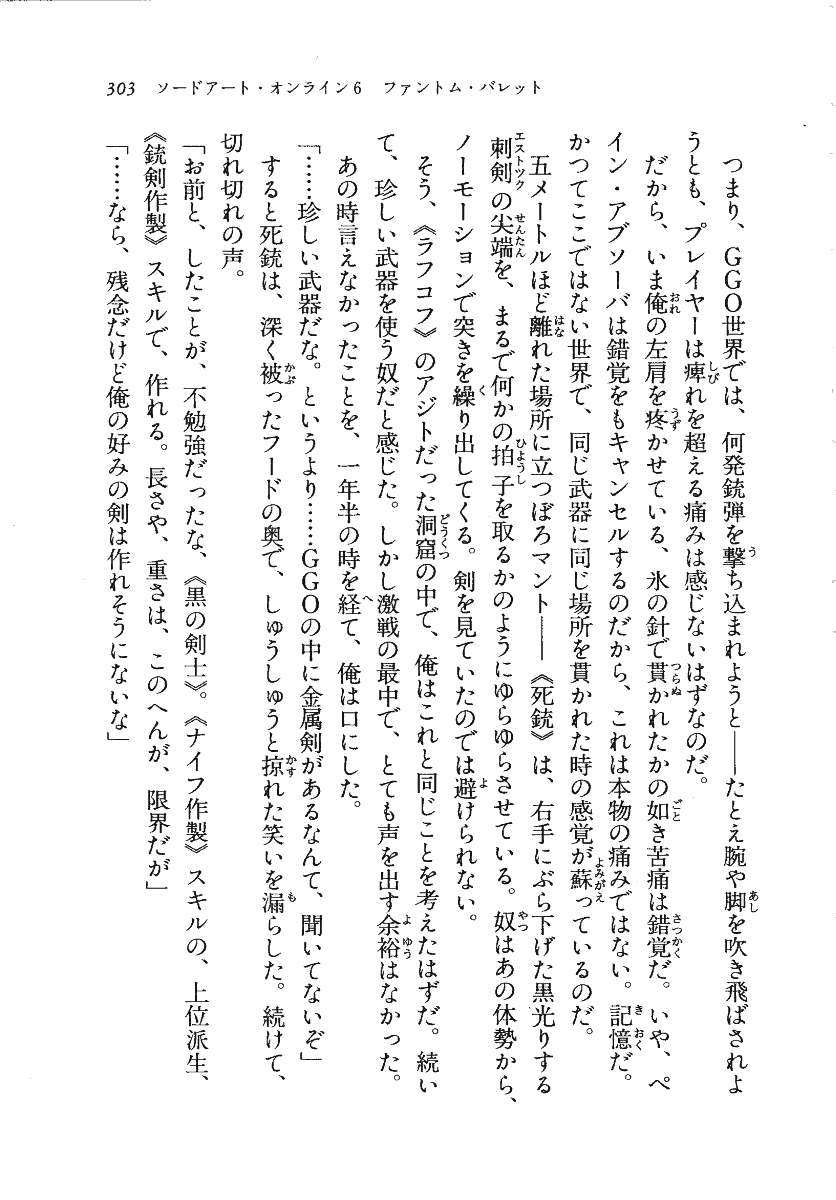 303 ソードアート・オンライン6 ファントム・バレット
つまり、GGO世界では、何発銃弾を撃ち込まれようと――たとえ腕や脚を吹き飛ばされよ
うとも、プレイヤーは痺れを超える痛みは感じないはずなのだ。
だから、いま俺の左肩を疼かせている、氷の針で貫かれたかの如き苦痛は錯覚だ。いや、ペ
イン・アブソーバは錯覚をもキャンセルするのだから、これは本物の痛みではない。記憶だ。
かつてここではない世界で、同じ武器に同じ場所を貫かれた時の感覚が蘇っているのだ。
五メートルほど離れた場所に立つぼろマント――《死銃》は、右手にぶら下げた黒光りする
刺剣の尖端を、まるで何かの拍子を取るかのようにゆらゆらさせている。奴はあの体勢から、
ノーモーションで突きを繰り出してくる。剣を見ていたのでは避けられない。
そう、《ラフコフ》のアジトだった洞窟の中で、俺はこれと同じことを考えたはずだ。続い
て、珍しい武器を使う奴だと感じた。しかし激戦の最中で、とても声を出す余裕はなかった。
あの時言えなかったことを、一年半の時を経て、俺は口にした。
「……珍しい武器だな。というより……GGOの中に金属剣があるなんて、聞いてないぞ」
すると死銃は、深く被ったフードの奥で、しゅうしゅうと掠れた笑いを漏らした。続けて、
切れ切れの声。
「お前と、したことが、不勉強だったな、《黒の剣士》。《ナイフ作製》スキルの、上位派生、
《銃剣作製》スキルで、作れる。長さや、重さは、このへんが、限界だが」
「……なら、残念だけど俺の好みの剣は作れそうにないな」